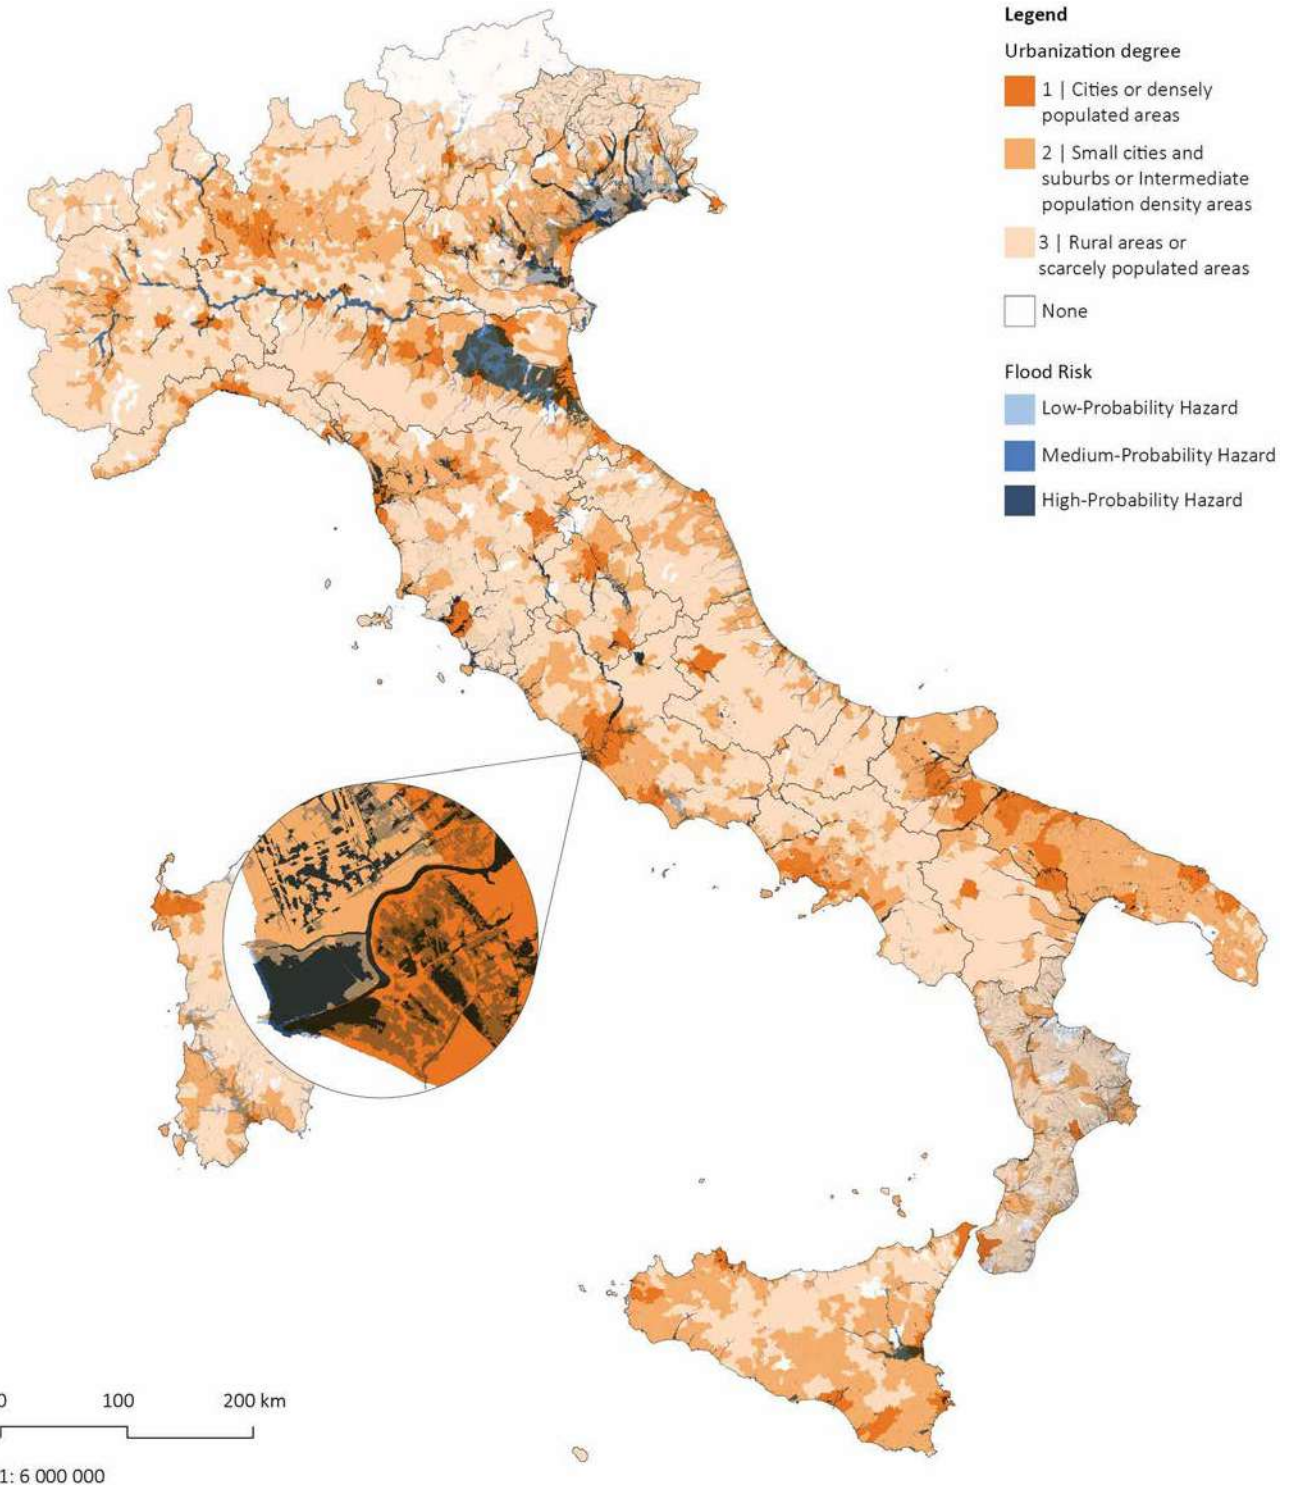 Legend
Urbanization degree
1 | Cities or densely
populated areas
2 | Small cities and
suburbs or Intermediate
population density areas
3 | Rural areas or
scarcely populated areas
None
Flood Risk
Low-Probability Hazard
Medium-Probability Hazard
High-Probability Hazard
0 100 200 km
1: 6 000 000